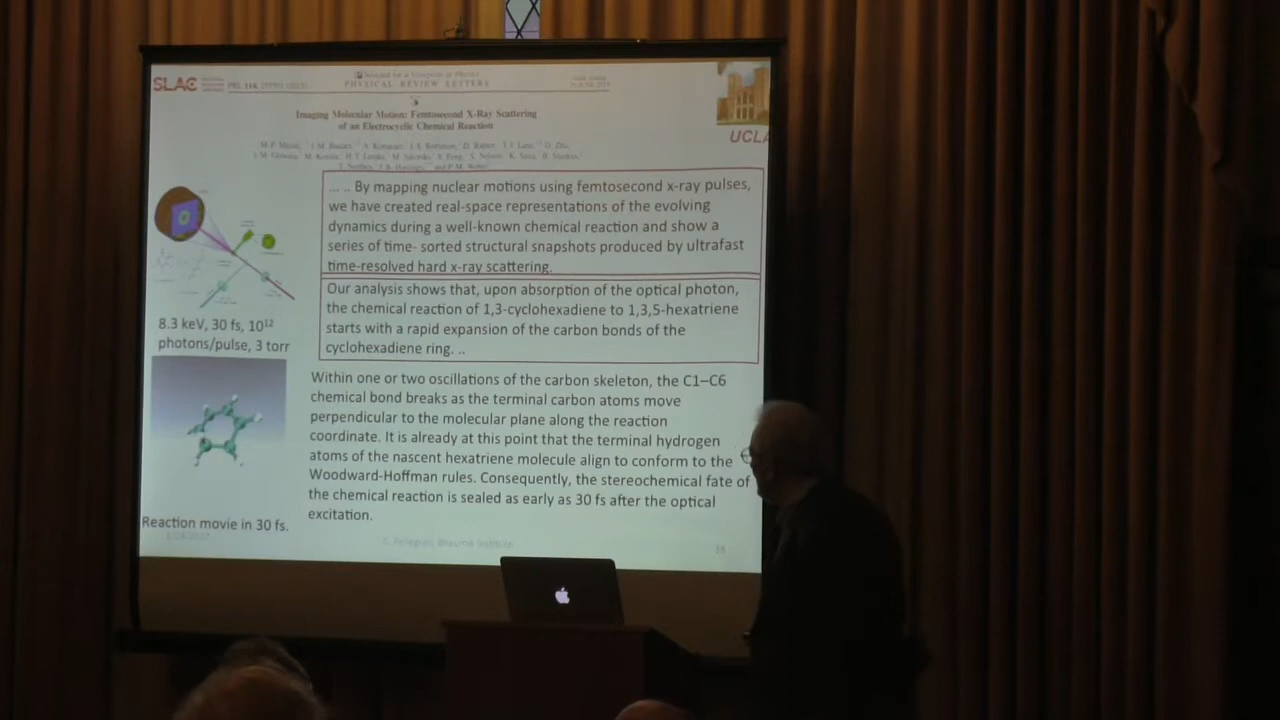 SLAC
PHYSICAL REVIEW LETTERS
Imaging Molecular Motion: Femtosecond X-Ray Scattering
of an Electrocyclic Chemical Reaction
UCLA
... .. By mapping nuclear motions using femtosecond x-ray pulses,
we have created real-space representations of the evolving
dynamics during a well-known chemical reaction and show a
series of time- sorted structural snapshots produced by ultrafast
time-resolved hard x-ray scattering.
Our analysis shows that, upon absorption of the optical photon,
the chemical reaction of 1,3-cyclohexadiene to 1,3,5-hexatriene
starts with a rapid expansion of the carbon bonds of the
cyclohexadiene ring. ..
8.3 keV, 30 fs, 10¹²
photons/pulse, 3 torr
Within one or two oscillations of the carbon skeleton, the C1–C6
chemical bond breaks as the terminal carbon atoms move
perpendicular to the molecular plane along the reaction
coordinate. It is already at this point that the terminal hydrogen
atoms of the nascent hexatriene molecule align to conform to the
Woodward-Hoffman rules. Consequently, the stereochemical fate of
the chemical reaction is sealed as early as 30 fs after the optical
excitation.
Reaction movie in 30 fs.